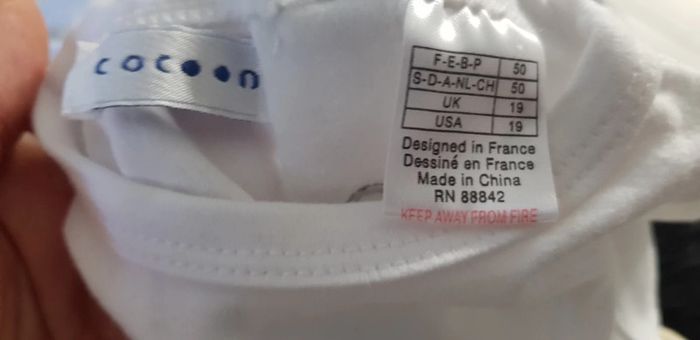 cocoon
F-E-B-P 50
S-D-A-NL-CH 50
UK 19
USA 19
Designed in France
Dessiné en France
Made in China
RN 88842
KEEP AWAY FROM FIRE